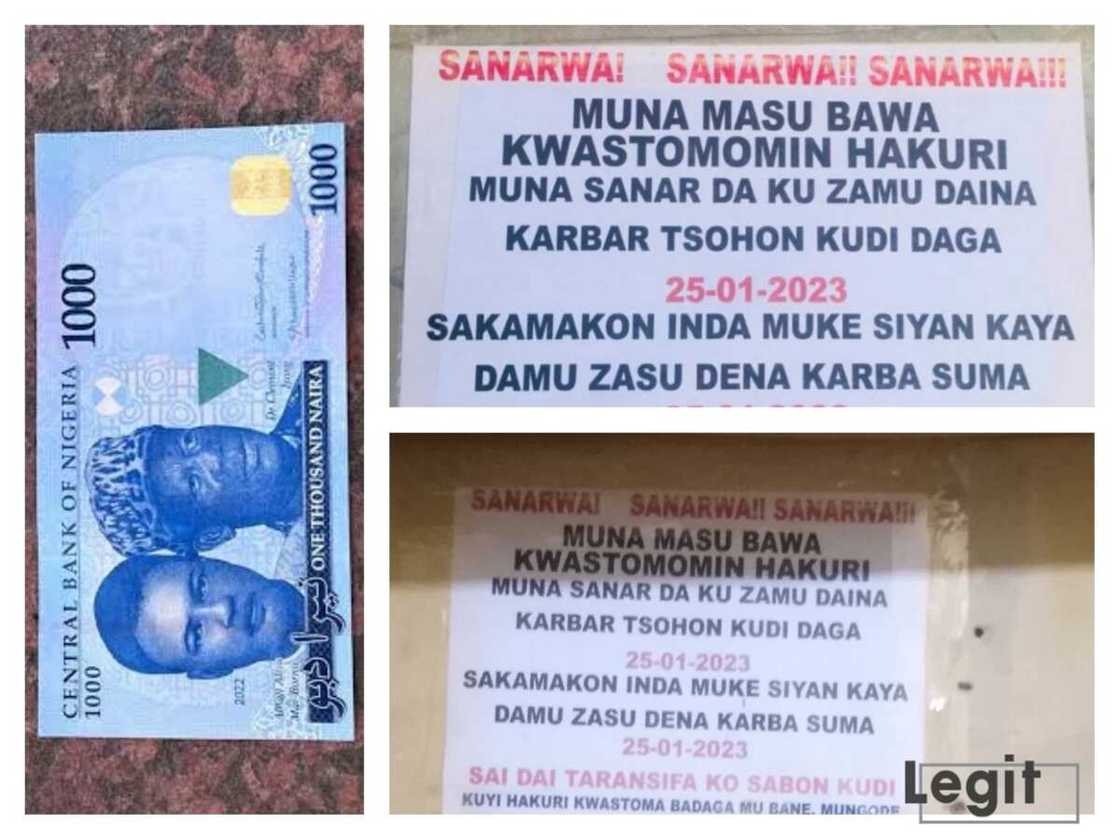 CENTRAL BANK OF NIGERIA 1000
1000
1000
2022
ONE THOUSAND NAIRA
نيرا دبو
SANARWA! SANARWA!! SANARWA!!!
MUNA MASU BAWA
KWASTOMOMIN HAKURI
MUNA SANAR DA KU ZAMU DAINA
KARBAR TSOHON KUDI DAGA
25-01-2023
SAKAMAKON INDA MUKE SIYAN KAYA
DAMU ZASU DENA KARBA SUMA
SANARWA! SANARWA!! SANARWA!!!
MUNA MASU BAWA
KWASTOMOMIN HAKURI
MUNA SANAR DA KU ZAMU DAINA
KARBAR TSOHON KUDI DAGA
25-01-2023
SAKAMAKON INDA MUKE SIYAN KAYA
DAMU ZASU DENA KARBA SUMA
25-01-2023
SAI DAI TARANSIFA KO SABON KUDI
KUYI HAKURI KWASTOMA BADAGA MU BANE. MUNGODE
Legit